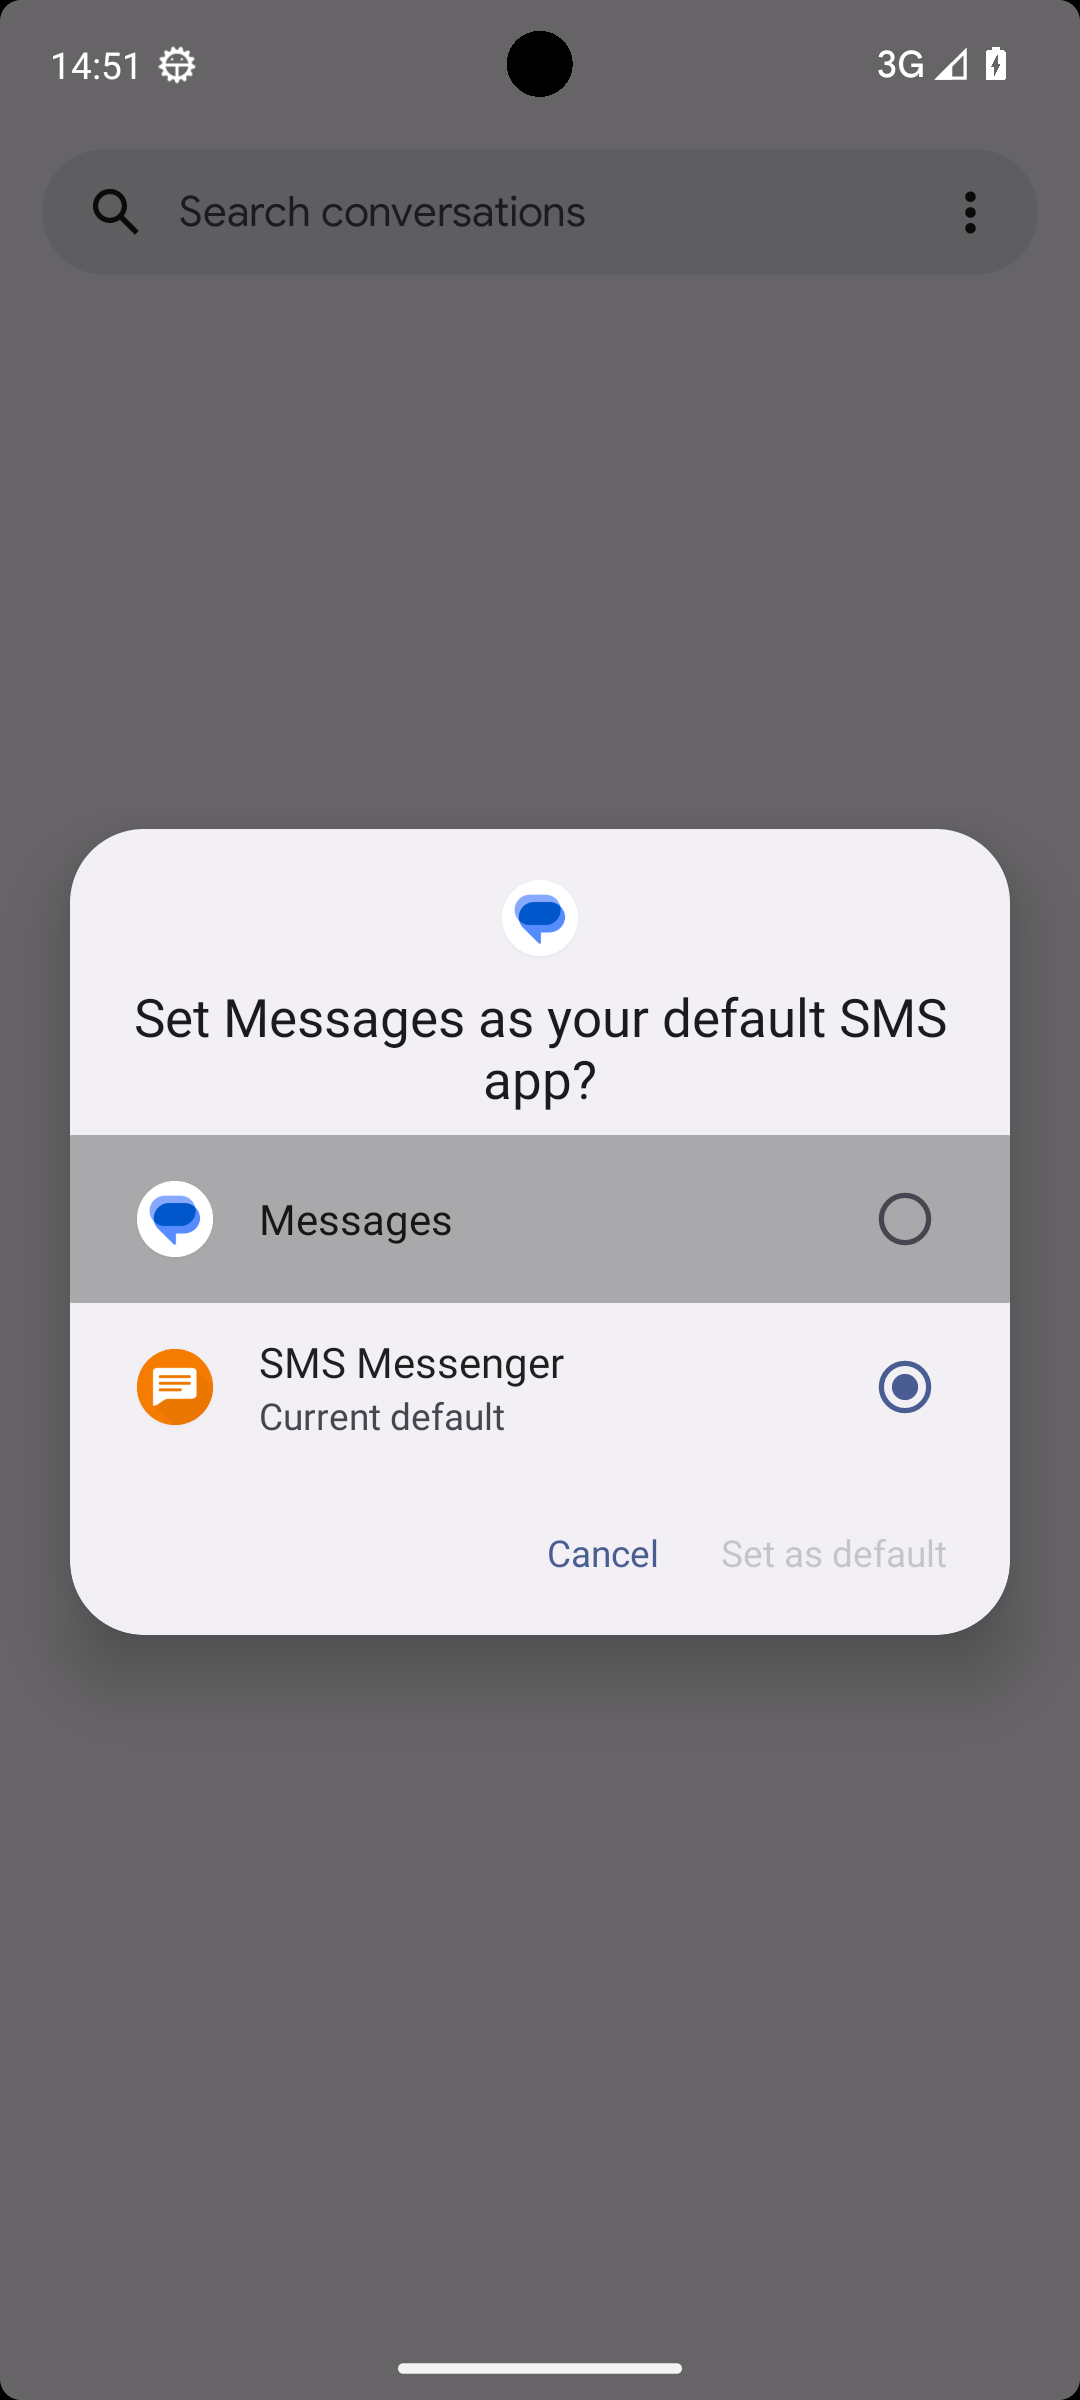 14:51
3G
Search conversations
Set Messages as your default SMS
app?
Messages
SMS Messenger
Current default
Cancel
Set as default